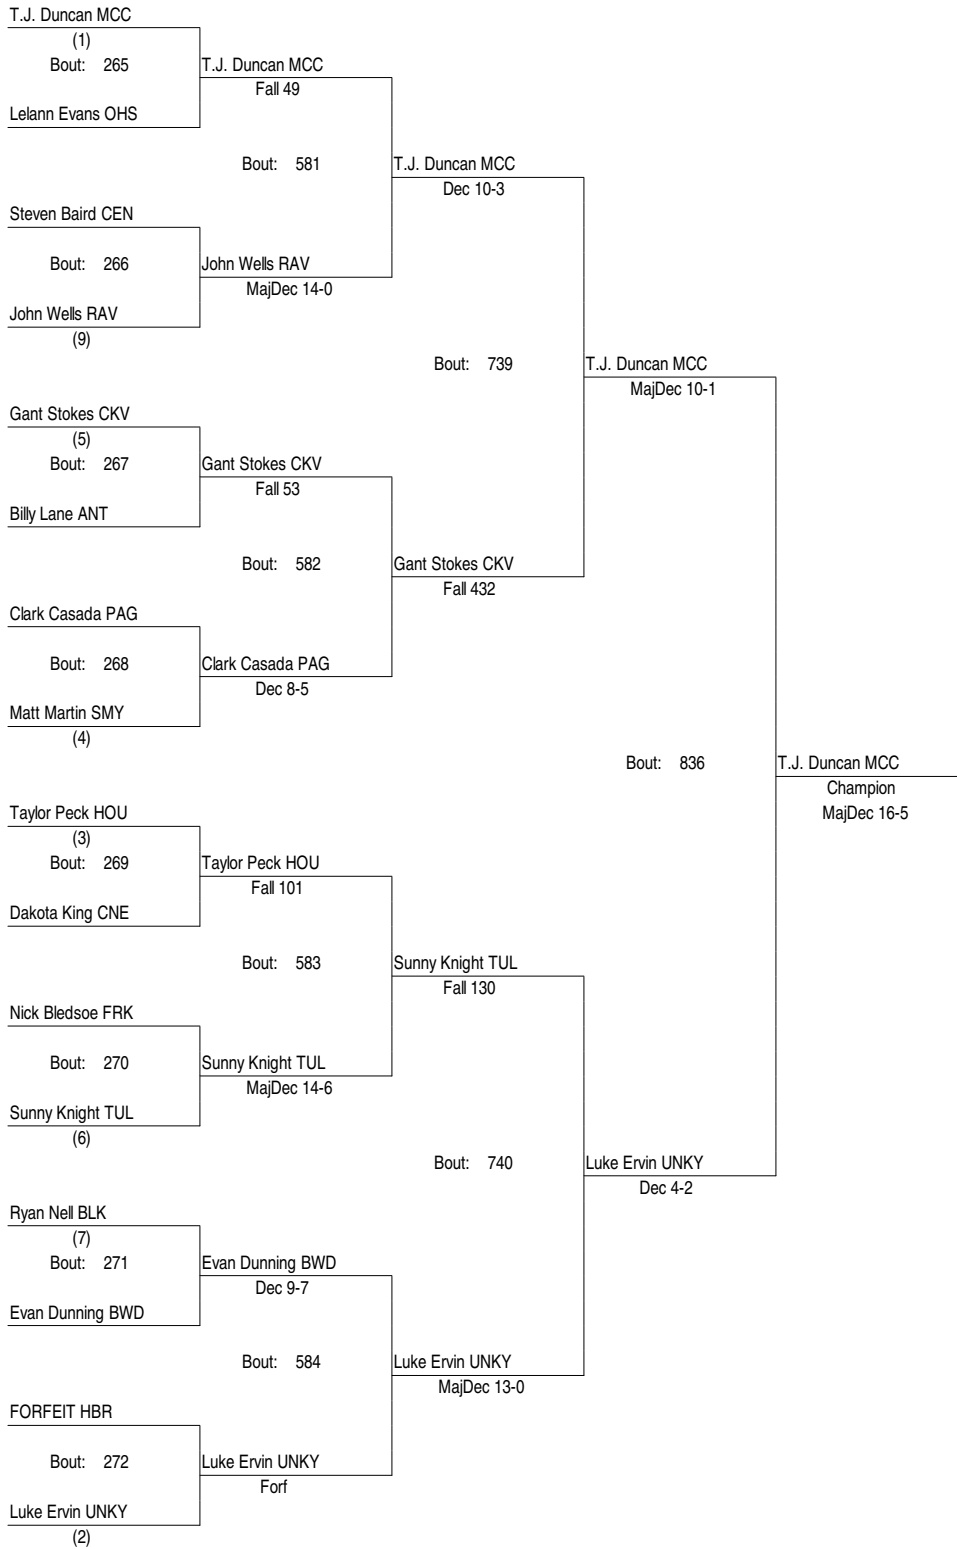 T.J. Duncan MCC
(1)
Bout: 265
T.J. Duncan MCC
Fall 49
Lelann Evans OHS
Bout: 581
T.J. Duncan MCC
Dec 10-3
Steven Baird CEN
Bout: 266
John Wells RAV
MajDec 14-0
John Wells RAV
(9)
Bout: 739
T.J. Duncan MCC
MajDec 10-1
Gant Stokes CKV
(5)
Bout: 267
Gant Stokes CKV
Fall 53
Billy Lane ANT
Bout: 582
Gant Stokes CKV
Fall 432
Clark Casada PAG
Bout: 268
Clark Casada PAG
Dec 8-5
Matt Martin SMY
(4)
Bout: 836
T.J. Duncan MCC
Champion
MajDec 16-5
Taylor Peck HOU
(3)
Bout: 269
Taylor Peck HOU
Fall 101
Dakota King CNE
Bout: 583
Sunny Knight TUL
Fall 130
Nick Bledsoe FRK
Bout: 270
Sunny Knight TUL
MajDec 14-6
Sunny Knight TUL
(6)
Bout: 740
Luke Ervin UNKY
Dec 4-2
Ryan Nell BLK
(7)
Bout: 271
Evan Dunning BWD
Dec 9-7
Evan Dunning BWD
Bout: 584
Luke Ervin UNKY
MajDec 13-0
FORFEIT HBR
Bout: 272
Luke Ervin UNKY
Forf
Luke Ervin UNKY
(2)